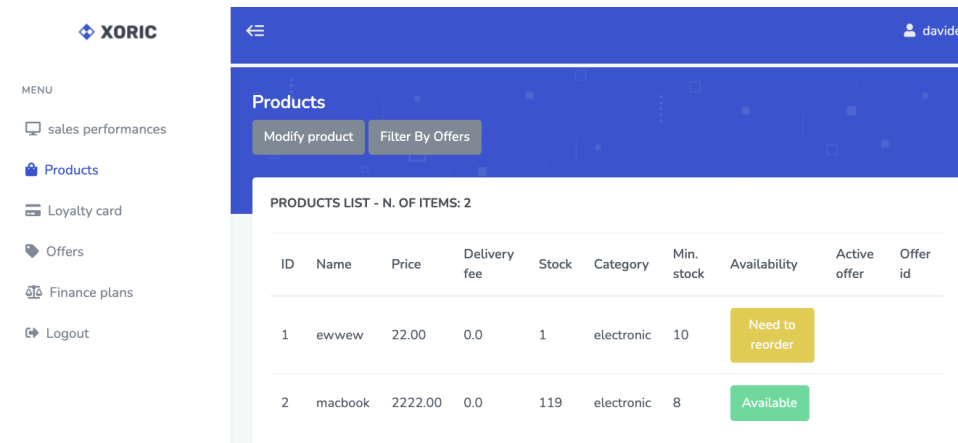 XORIC
davide
MENU
sales performances
Products
Loyalty card
Offers
Finance plans
Logout
Products
Modify product
Filter By Offers
PRODUCTS LIST - N. OF ITEMS: 2
ID Name Price Delivery fee Stock Category Min. stock Availability Active offer Offer id
1 ewwew 22.00 0.0 1 electronic 10 Need to reorder
2 macbook 2222.00 0.0 119 electronic 8 Available